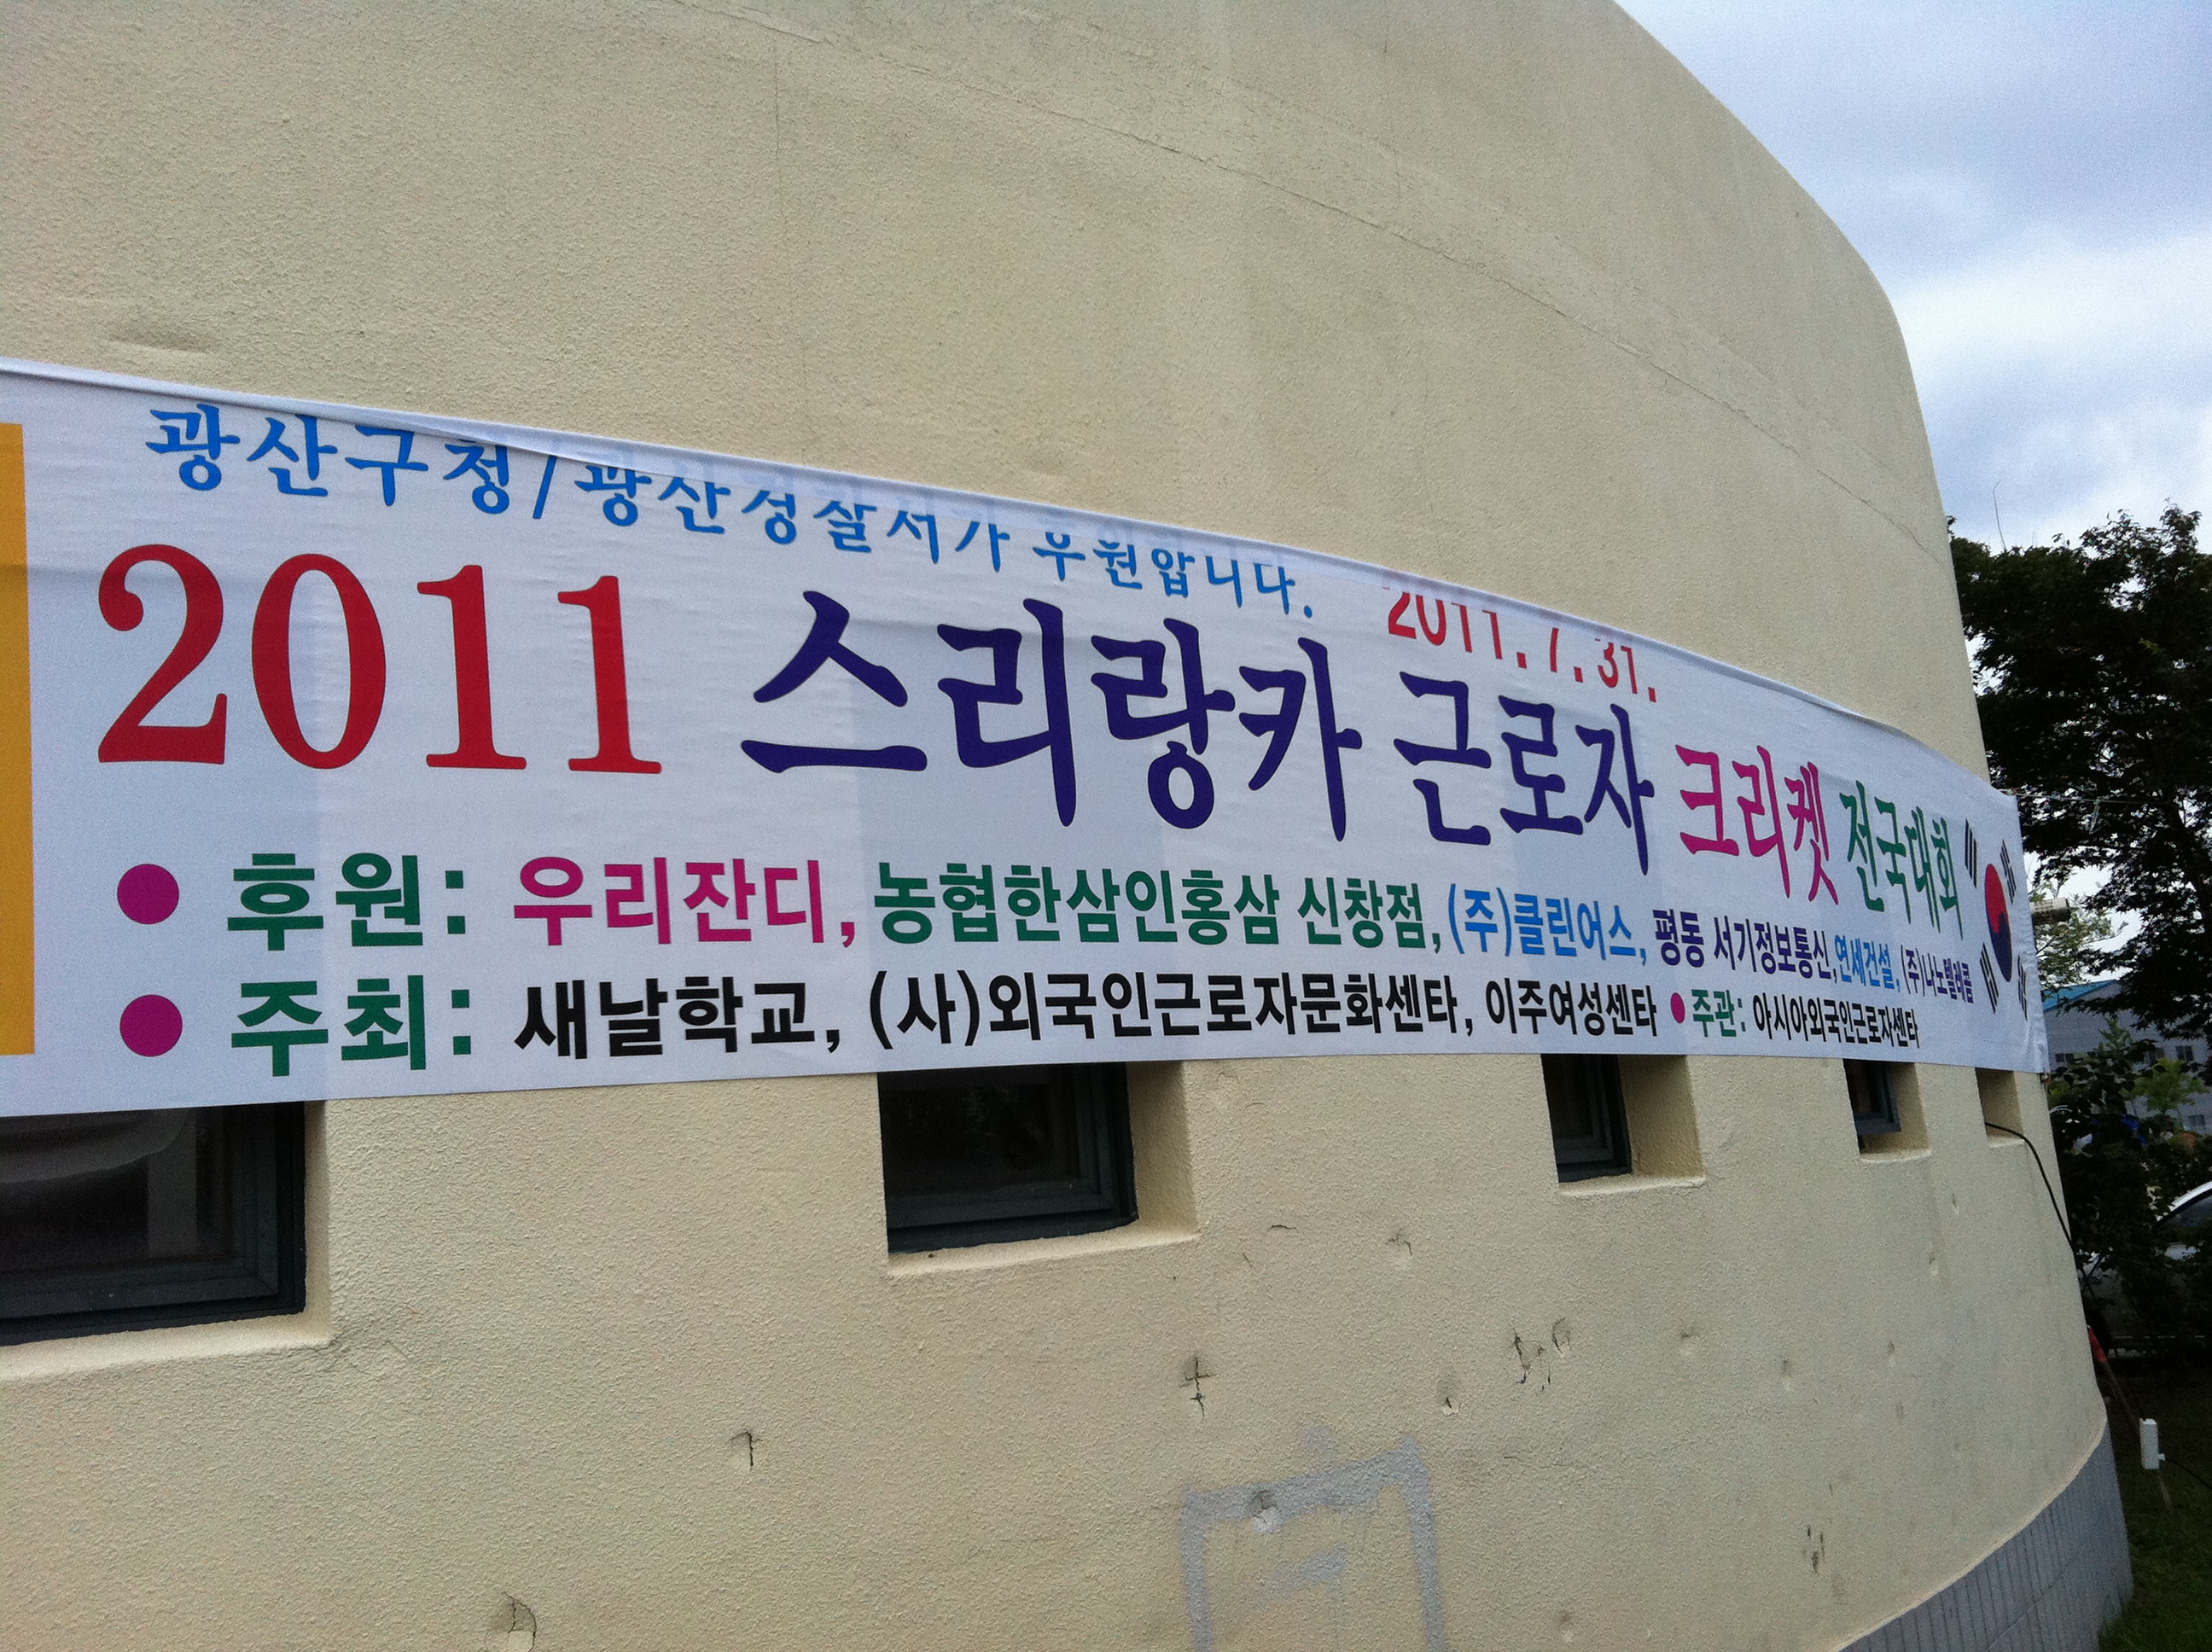 광산구청/광산경찰서가 후원합니다. 2011. 7. 31.
2011 스리랑카 근로자 크리켓 전국대회
● 후원: 우리잔디, 농협한삼인홍삼 신창점, (주)클린어스, 평동 서기정보통신, 연세건설, (주)나노텔레콤
● 주최: 새날학교, (사)외국인근로자문화센타, 이주여성센타 ● 주관: 아시아외국인근로자센타